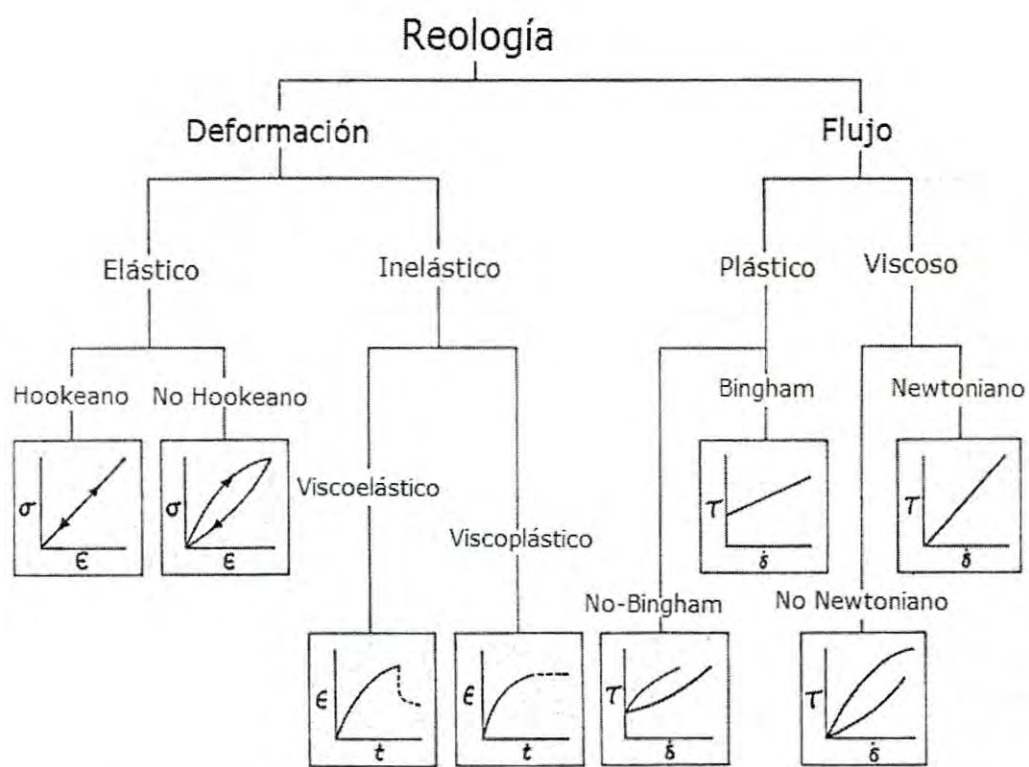 Reología
Deformación
Flujo
Elástico
Inelástico
Plástico
Viscoso
Hookeano
No Hookeano
Bingham
Newtoniano
σ
ϵ
σ
ϵ
Viscoelástico
Viscoplástico
τ
δ̇
τ
δ̇
No-Bingham
No Newtoniano
ϵ
t
ϵ
t
τ
δ̇
τ
δ̇